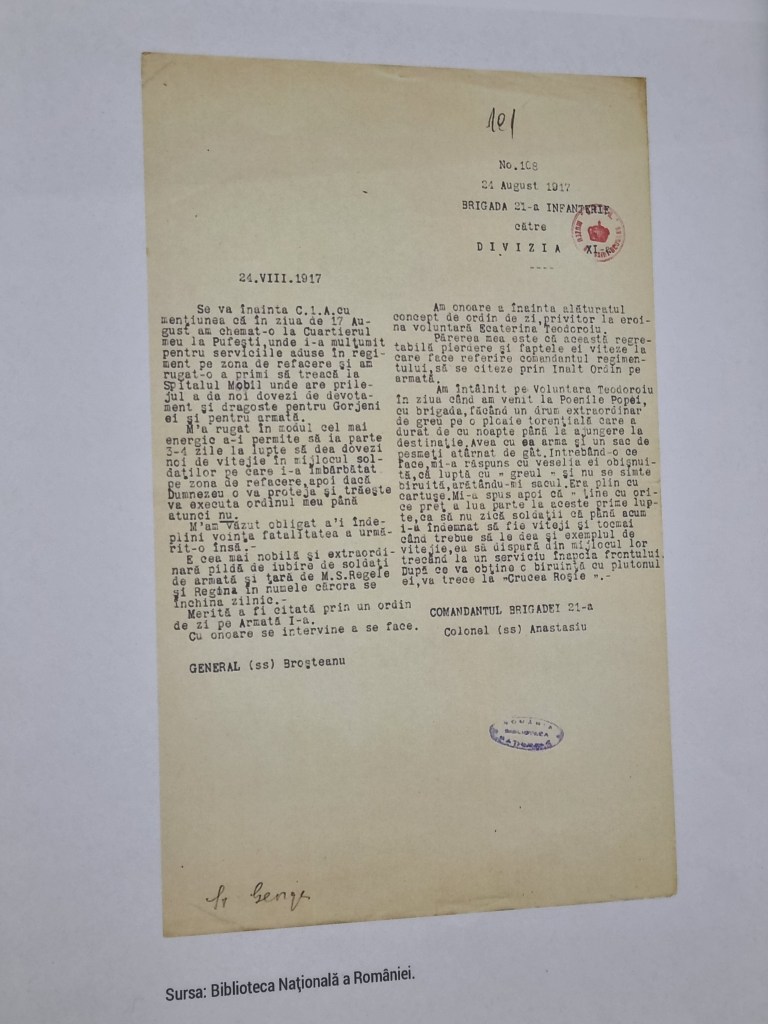 101
No.108
24 August 1917
BRIGADA 21-a INFANTERIE
către
DIVIZIA XI-a
24.VIII.1917
Se va înainta C.I.A.cu
menţiunea că în ziua de 17 Au-
gust am chemat-o la Cuartierul
meu la Pufeşti,unde i-a mulţumit
pentru serviciile aduse în regi-
ment pe zona de refacere şi am
rugat-o a primi să treacă la
Spitalul Mobil unde are prile-
jul a da noi dovezi de devota-
ment şi dragoste pentru Gorjeni
ei şi pentru armată.
M'a rugat în modul cel mai
energic a-i permite să ia parte
3-4 zile la lupte să dea dovezi
noi de vitejie în mijlocul sol-
daţilor pe care i-a îmbărbătat
pe zona de refacere,apoi dacă
Dumnezeu o va proteja şi trăeşte
va executa ordinul meu până
atunci nu.
M'am văzut obligat a'i înde-
plini voinţa fatalitatea a urmă-
rit-o însă.-
E cea mai nobilă şi extraordi-
nară pildă de iubire de soldaţi
de armată şi ţară de M.S.Regele
şi Regina în numele cărora se
închina zilnic.-
Merită a fi citată prin un ordin
de zi pe Armată I-a.
Cu onoare se intervine a se face.
GENERAL (ss) Broşteanu
Am onoare a înainta alăturatul
concept de ordin de zi,privitor la eroi-
na voluntară Ecaterina Teodoroiu.
Părerea mea este că această regre-
tabilă pierdere şi faptele ei viteze la
care face referire comandantul regimen-
tului,să se citeze prin Inalt Ordin pe
armată.
Am întâlnit pe Voluntara Teodoroiu
în ziua când am venit la Poenile Popei,
cu brigada,făcând un drum extraordinar
de greu pe o ploaie torenţială care a
durat de cu noapte până la ajungere la
destinaţie.Avea cu ea arma şi un sac de
pesmeţi atârnat de gât.Intrebând-o ce
face,mi-a răspuns cu veselia ei obişnui-
tă,că luptă cu " greul " şi nu se simte
biruită,arătându-mi sacul.Era plin cu
cartuşe.Mi-a spus apoi că " ţine cu ori-
ce preţ a lua parte la aceste prime lup-
te,ca să nu zică soldaţii că până acum
i-a îndemnat să fie viteji şi tocmai
când trebue să le dea şi exemplul de
vitejie,ea să dispară din mijlocul lor
trecând la un serviciu înapoia frontului.
După ce va obţine o biruinţă cu plutonul
ei,va trece la "Crucea Roşie ".-
COMANDANTUL BRIGADEI 21-a
Colonel (ss) Anastasiu
ROMÂNIA
BIBLIOTECA
NAŢIONALĂ
George
Sursa: Biblioteca Naţională a României.